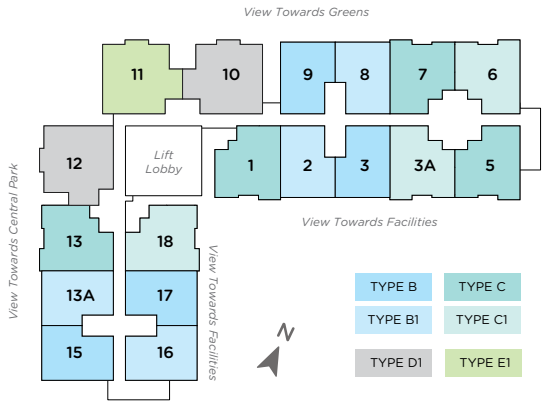 View Towards Greens
11
10
9
8
7
6
12
Lift
Lobby
1
2
3
3A
5
View Towards Central Park
View Towards Facilities
13
18
View Towards Facilities
13A
17
15
16
N
TYPE B
TYPE C
TYPE B1
TYPE C1
TYPE D1
TYPE E1